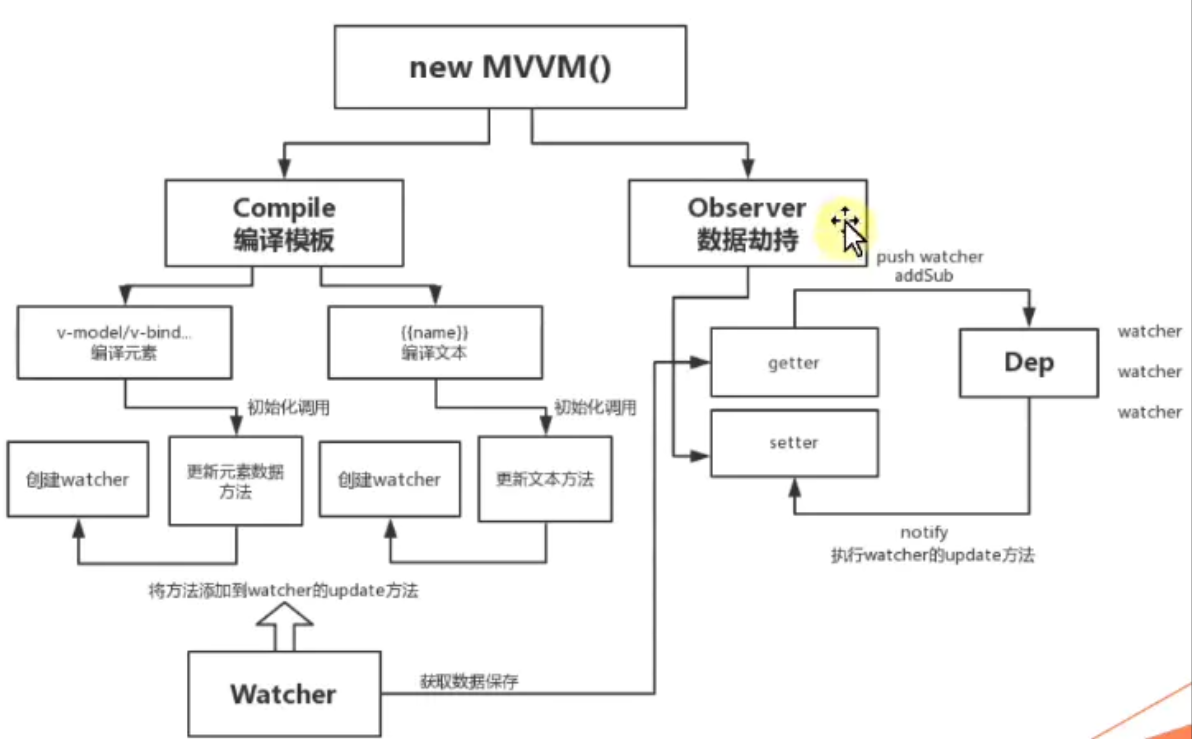 new MVVM()
Compile
编译模板
Observer
数据劫持
push watcher
addSub
v-model/v-bind...
编译元素
{{name}}
编译文本
getter
Dep
watcher
watcher
watcher
初始化调用
初始化调用
setter
创建watcher
更新元素数据
方法
创建watcher
更新文本方法
notify
执行watcher的update方法
将方法添加到watcher的update方法
Watcher
获取数据保存